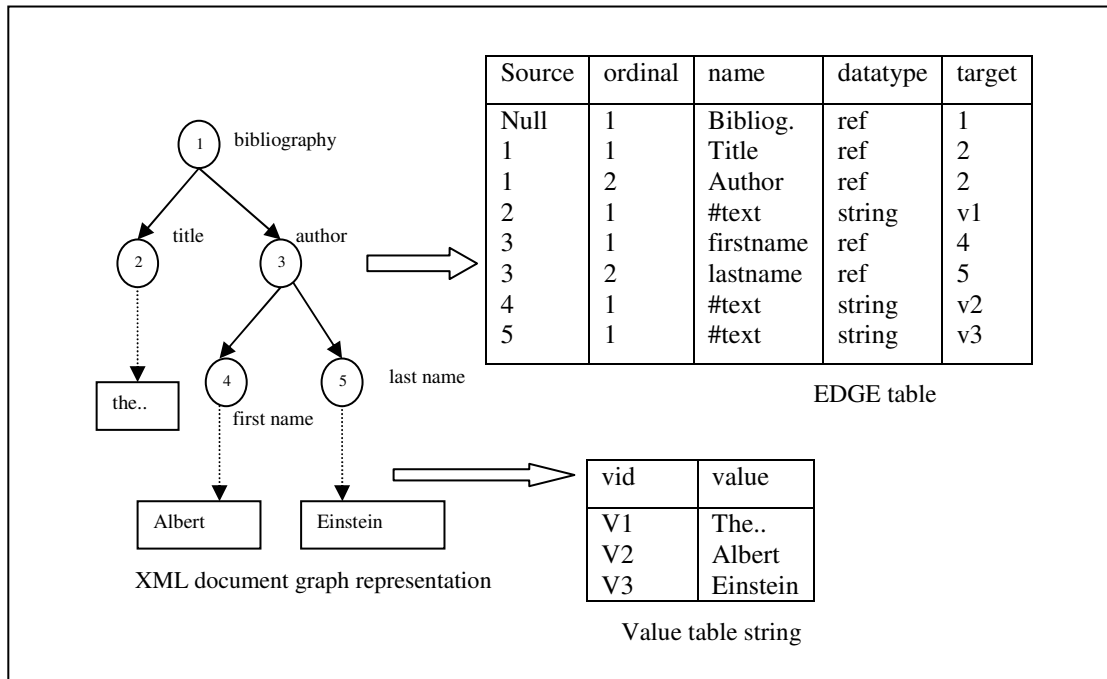 1
bibliography
title
author
2
3
4
5
last name
first name
the..
Albert
Einstein
XML document graph representation
Source ordinal name datatype target
Null 1 Bibliog. ref 1
1 1 Title ref 2
1 2 Author ref 2
2 1 #text string v1
3 1 firstname ref 4
3 2 lastname ref 5
4 1 #text string v2
5 1 #text string v3
EDGE table
vid value
V1 The..
V2 Albert
V3 Einstein
Value table string